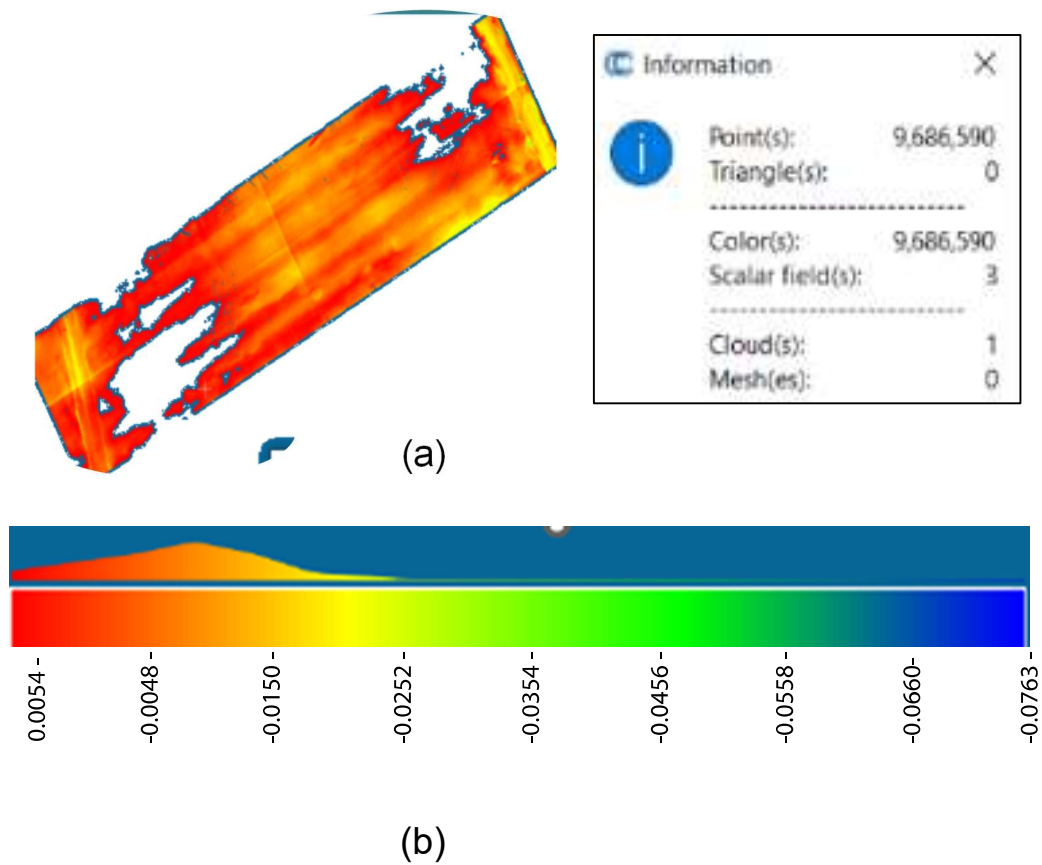 Information
Point(s): 9,686,590
Triangle(s): 0
Color(s): 9,686,590
Scalar field(s): 3
Cloud(s): 1
Mesh(es): 0
(a)
0.0054
-0.0048
-0.0150
-0.0252
-0.0354
-0.0456
-0.0558
-0.0660
-0.0763
(b)